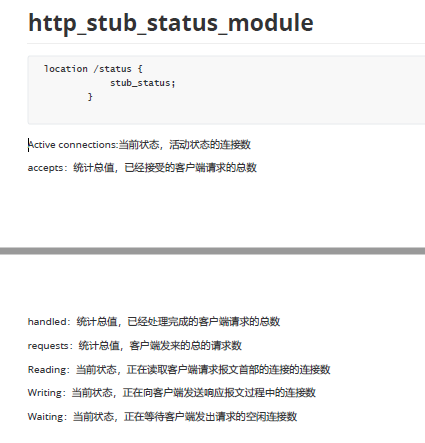 http_stub_status_module
location /status {
stub_status;
}
Active connections:当前状态，活动状态的连接数
accepts：统计总值，已经接受的客户端请求的总数
handled：统计总值，已经处理完成的客户端请求的总数
requests：统计总值，客户端发来的总的请求数
Reading：当前状态，正在读取客户端请求报文首部的连接的连接数
Writing：当前状态，正在向客户端发送响应报文过程中的连接数
Waiting：当前状态，正在等待客户端发出请求的空闲连接数